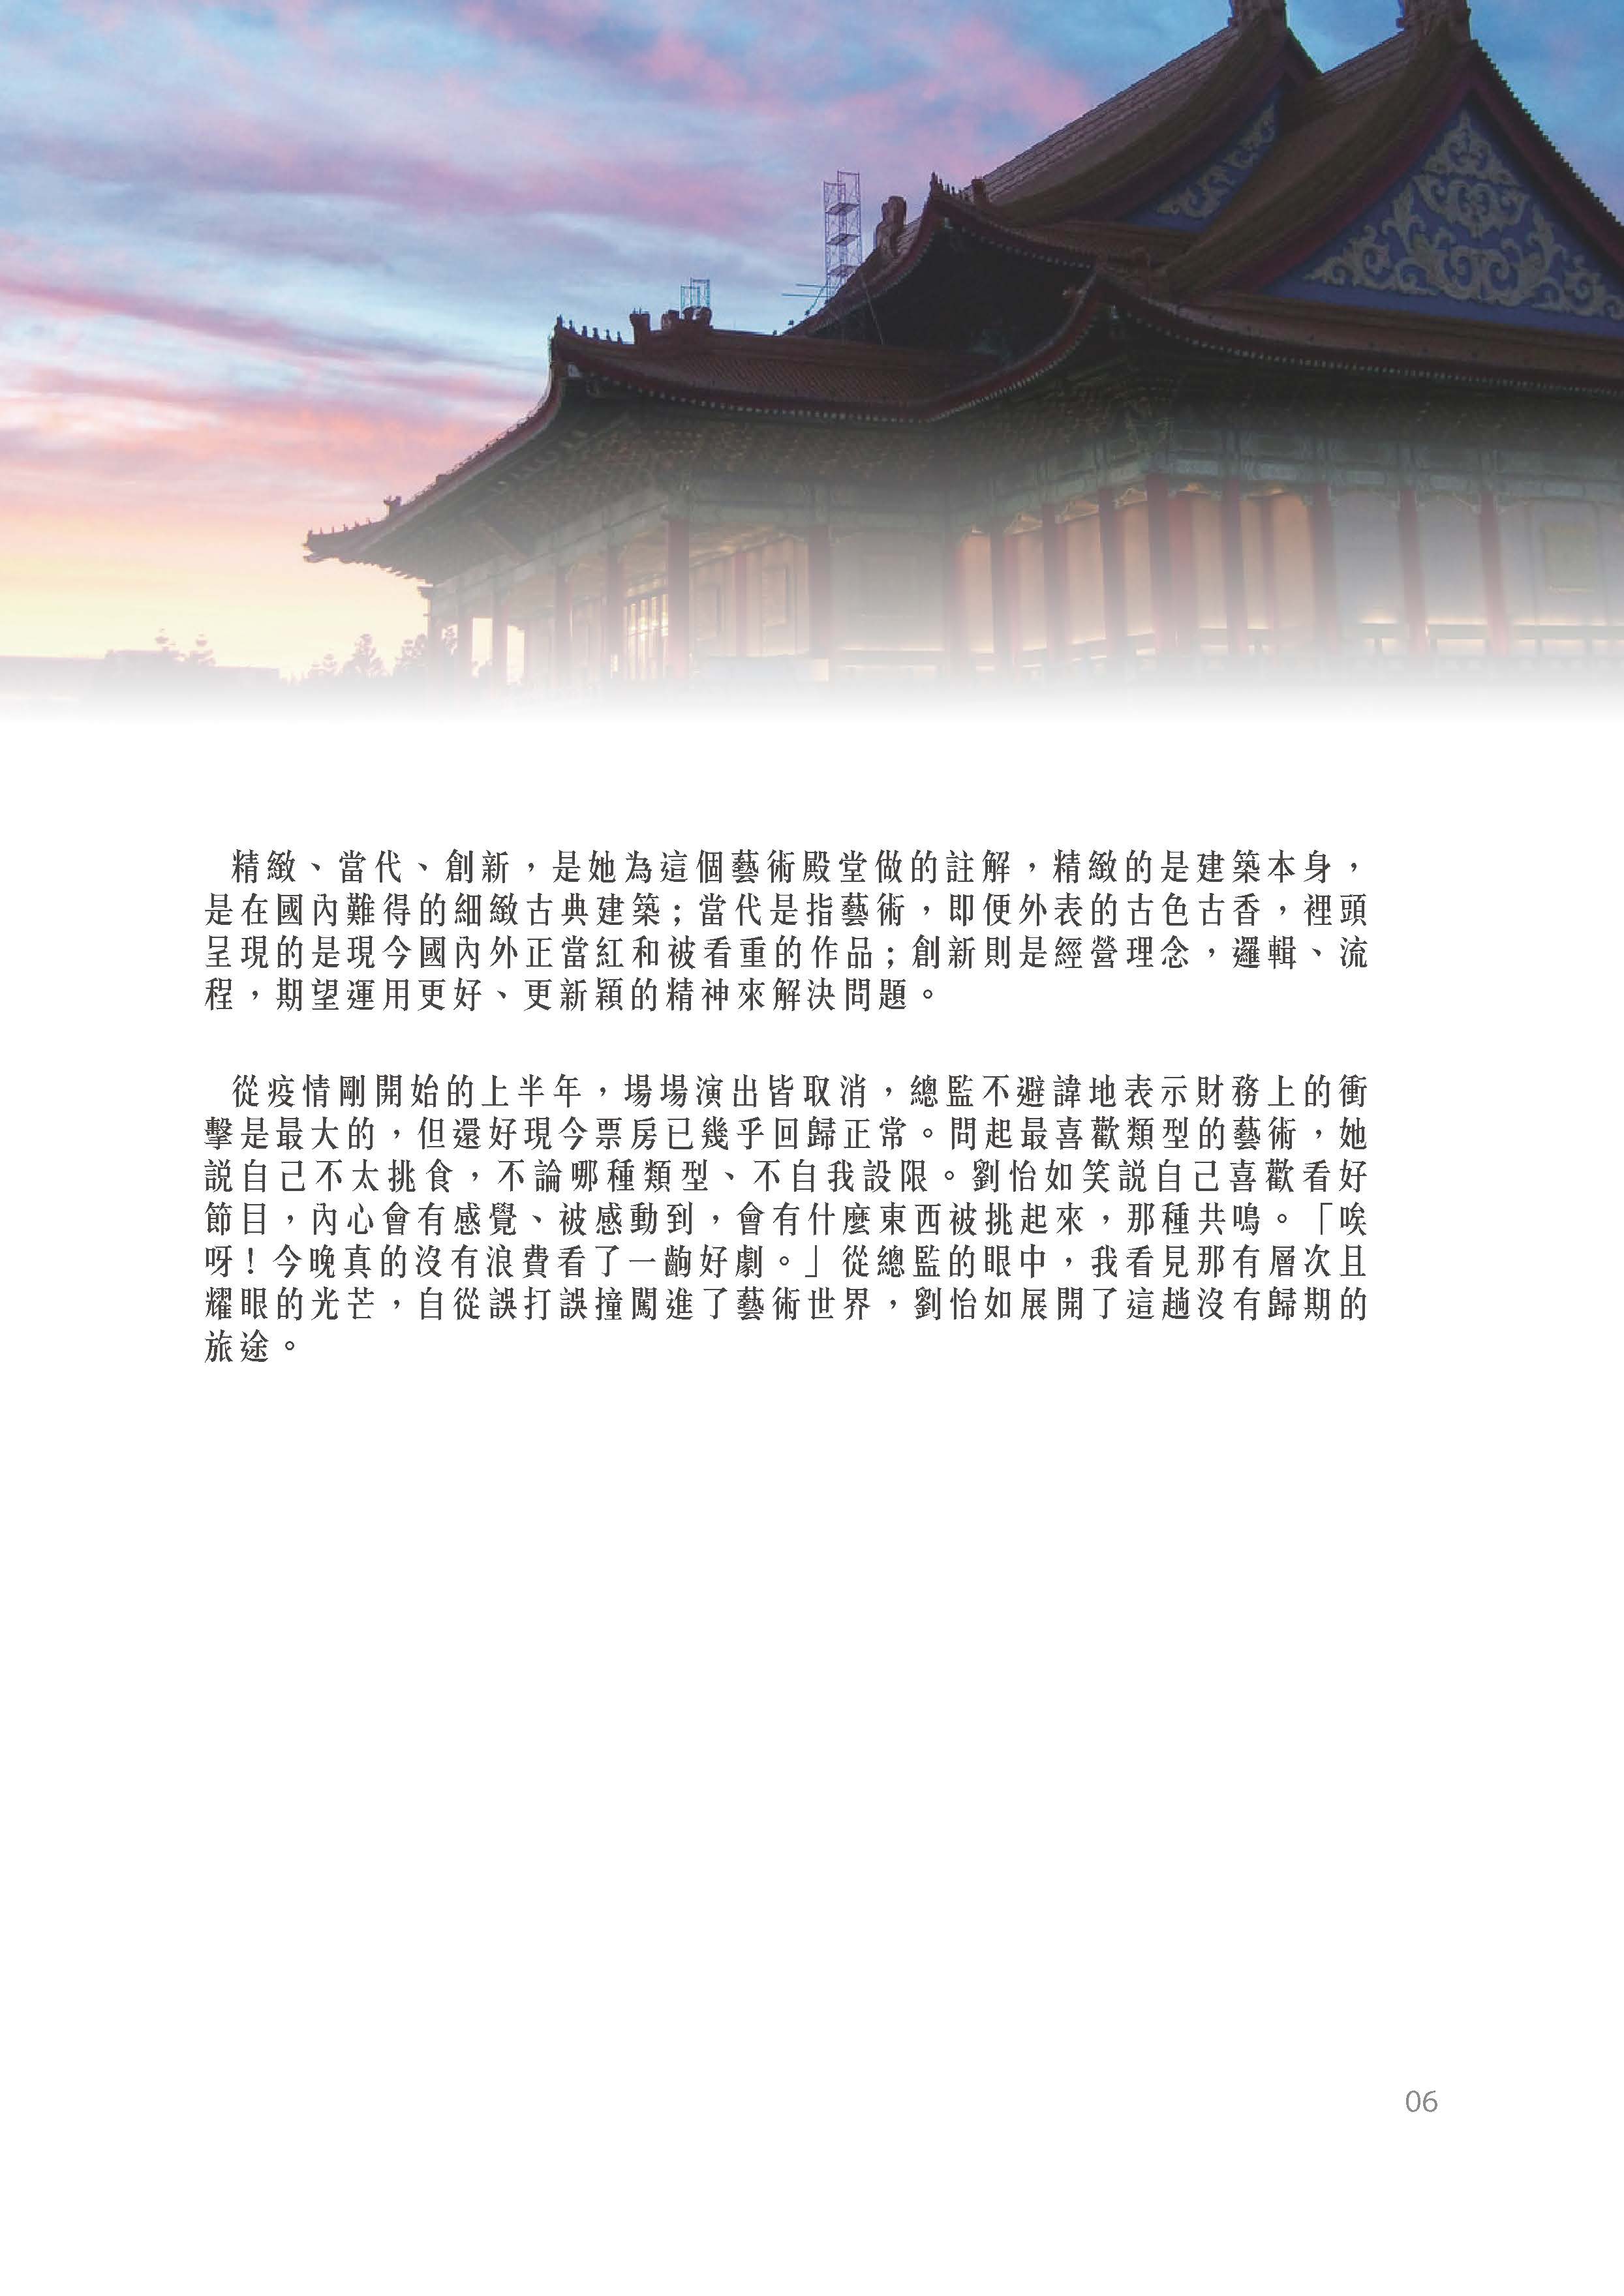 精緻、當代、創新，是她為這個藝術殿堂做的註解，精緻的是建築本身，
是在國內難得的細緻古典建築；當代是指藝術，即便外表的古色古香，裡頭
呈現的是現今國內外正當紅和被看重的作品；創新則是經營理念，邏輯、流
程，期望運用更好、更新穎的精神來解決問題。
從疫情剛開始的上半年，場場演出皆取消，總監不避諱地表示財務上的衝
擊是最大的，但還好現今票房已幾乎回歸正常。問起最喜歡類型的藝術，她
說自己不太挑食，不論哪種類型、不自我設限。劉怡如笑說自己喜歡看好
節目，內心會有感覺、被感動到，會有什麼東西被挑起來，那種共鳴。「唉
呀！今晚真的沒有浪費看了一齣好劇。」從總監的眼中，我看見那有層次且
耀眼的光芒，自從誤打誤撞闖進了藝術世界，劉怡如展開了這趟沒有歸期的
旅途。
06